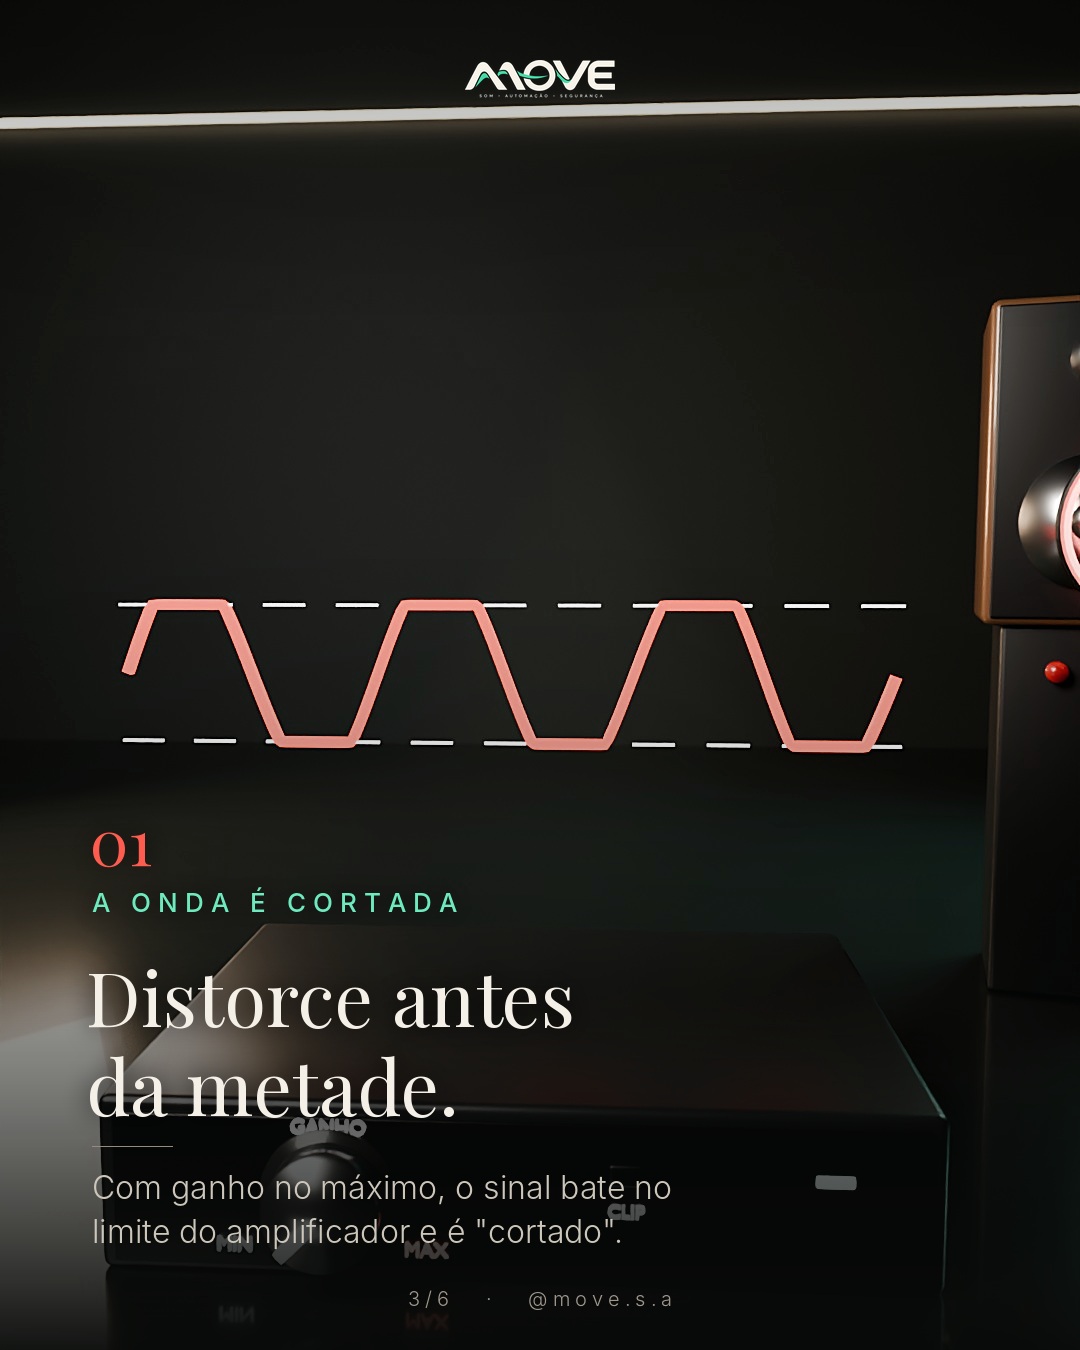 MOVE
SOM · AUTOMAÇÃO · SEGURANÇA
01
A ONDA É CORTADA
Distorce antes
da metade.
GANHO
Com ganho no máximo, o sinal bate no
CLIP
limite do amplificador e é "cortado".
MIN
MAX
3/6 · @move.s.a